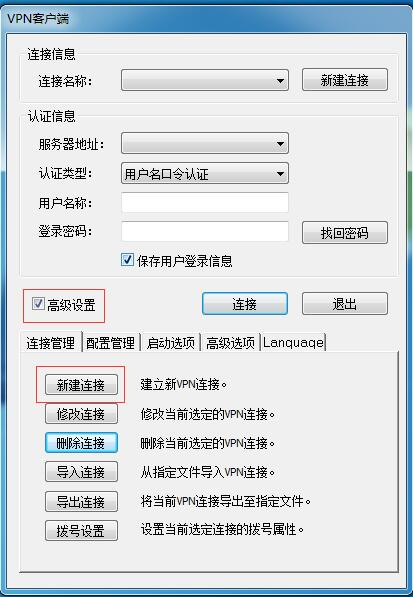 VPN客户端
连接信息
连接名称：
新建连接
认证信息
服务器地址：
认证类型：
用户名口令认证
用户名称：
登录密码：
找回密码
保存用户登录信息
高级设置
连接
退出
连接管理 配置管理 启动选项 高级选项 Language
新建连接 建立新VPN连接。
修改连接 修改当前选定的VPN连接。
删除连接 删除当前选定的VPN连接。
导入连接 从指定文件导入VPN连接。
导出连接 将当前VPN连接导出至指定文件。
拨号设置 设置当前选定连接的拨号属性。